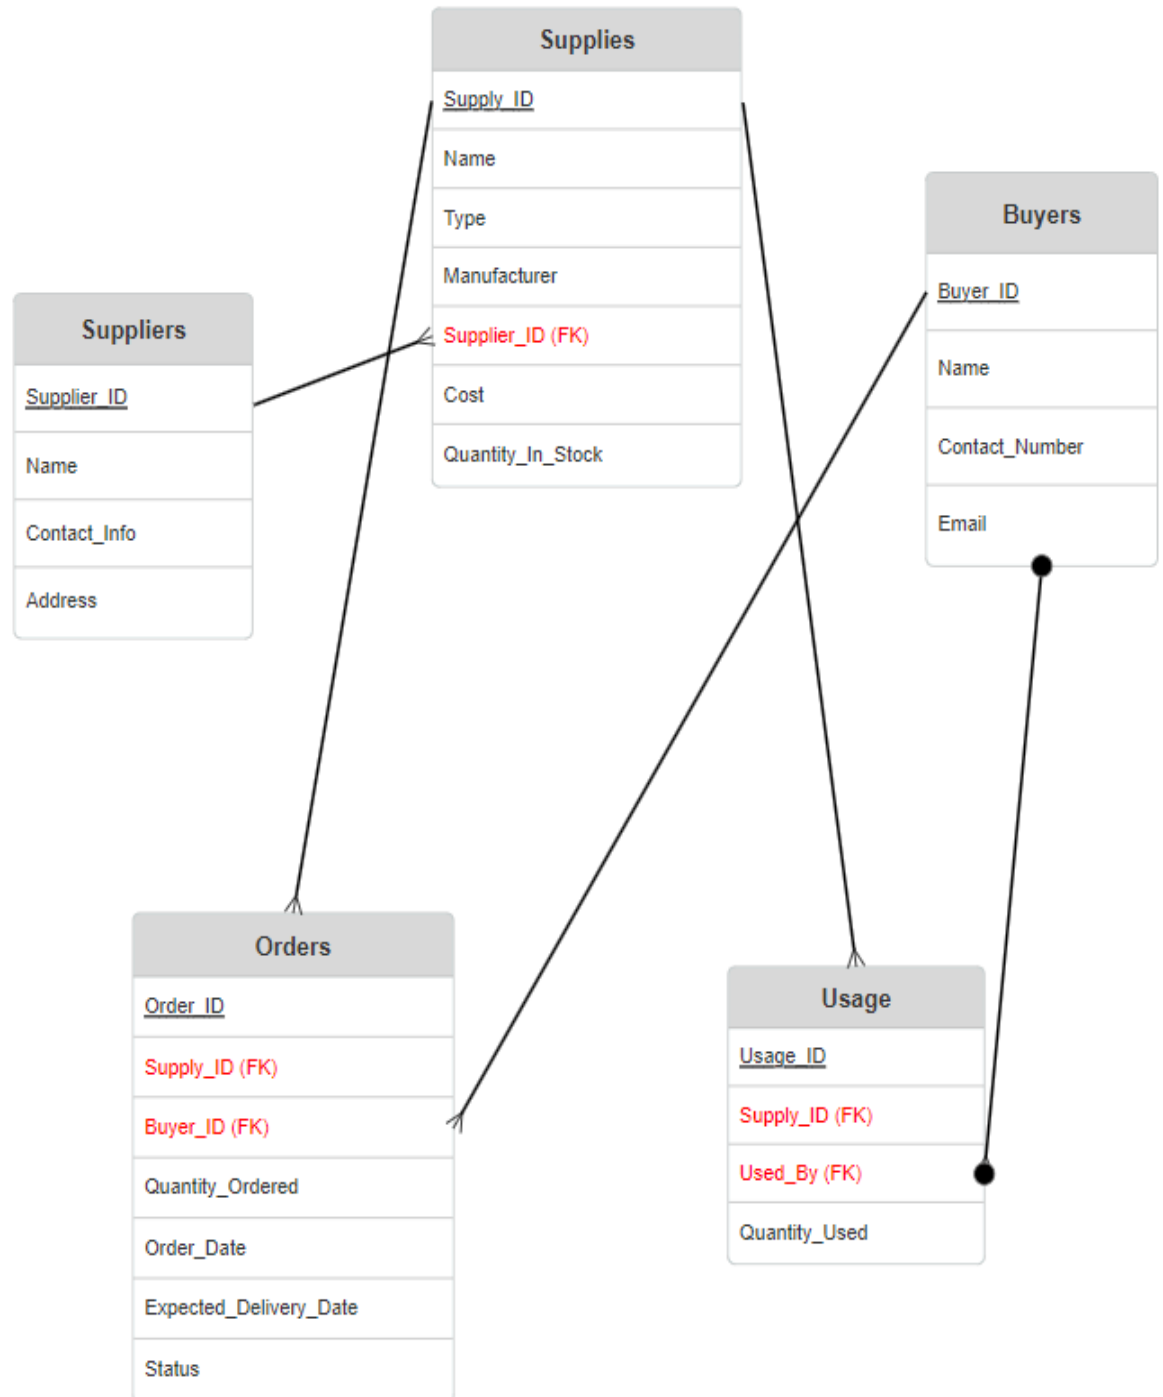 Supplies
Supply_ID
Name
Type
Manufacturer
Supplier_ID (FK)
Cost
Quantity_In_Stock
Buyers
Buyer_ID
Name
Contact_Number
Email
Suppliers
Supplier_ID
Name
Contact_Info
Address
Orders
Order_ID
Supply_ID (FK)
Buyer_ID (FK)
Quantity_Ordered
Order_Date
Expected_Delivery_Date
Status
Usage
Usage_ID
Supply_ID (FK)
Used_By (FK)
Quantity_Used